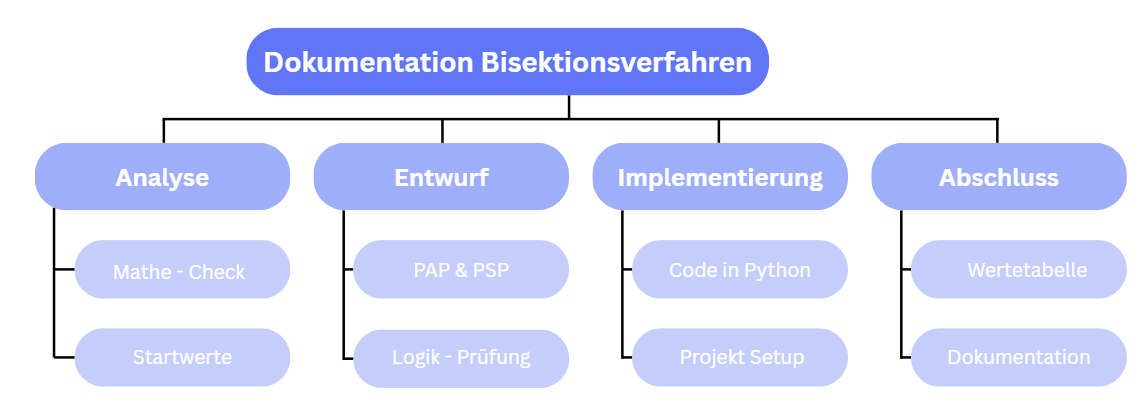 Dokumentation Bisektionsverfahren
Analyse
Entwurf
Implementierung
Abschluss
Mathe - Check
PAP & PSP
Code in Python
Wertetabelle
Startwerte
Logik - Prüfung
Projekt Setup
Dokumentation